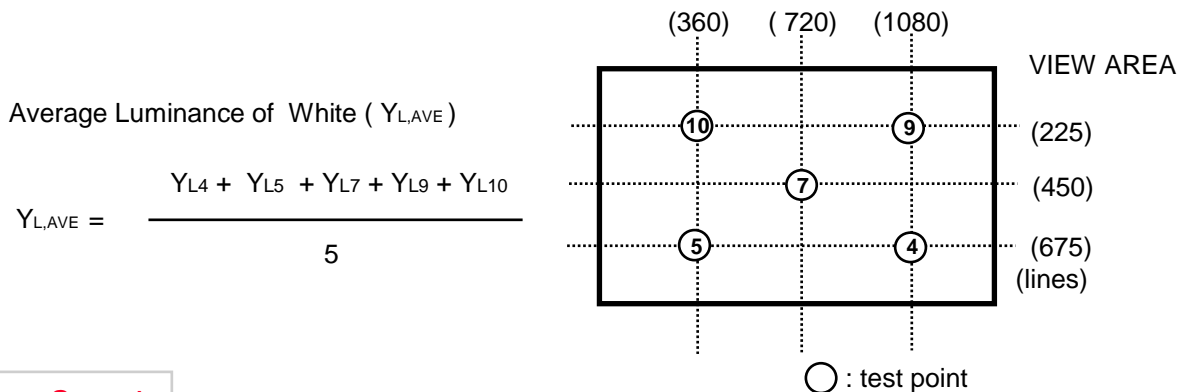 (360) ( 720) (1080)
VIEW AREA
Average Luminance of White ( YL,AVE )
10 9 (225)
YL4 + YL5 + YL7 + YL9 + YL10
7 (450)
YL,AVE =
5
5 4 (675)
(lines)
: test point